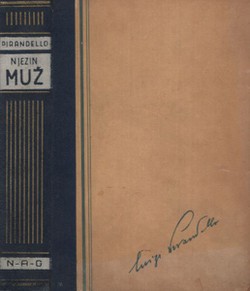 PIRANDELLO
NJEZIN
MUŽ
N-A-G
Luigi Pirandello